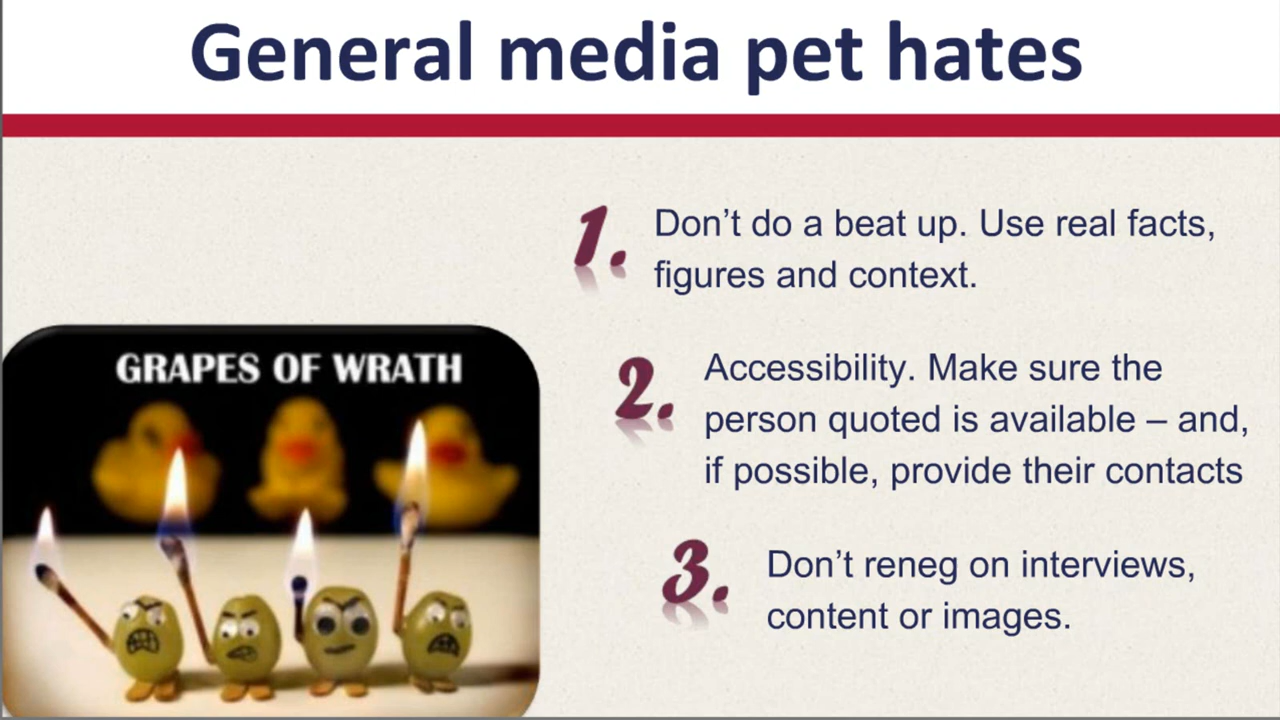 General media pet hates
1. Don’t do a beat up. Use real facts,
figures and context.
GRAPES OF WRATH
2. Accessibility. Make sure the
person quoted is available – and,
if possible, provide their contacts
3. Don’t reneg on interviews,
content or images.